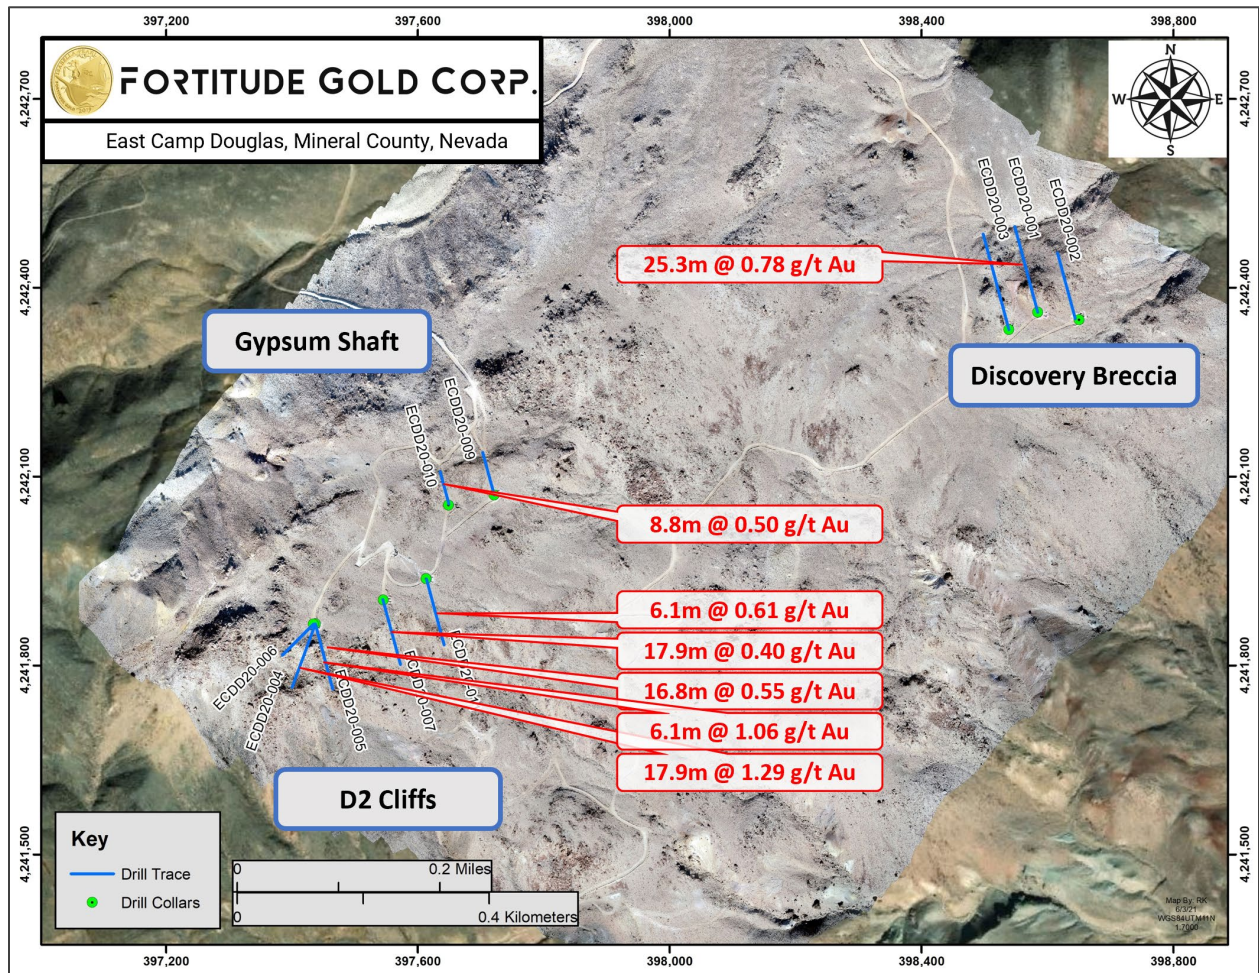 397,200 397,600 398,000 398,400 398,800
FORTITUDE GOLD CORP.
East Camp Douglas, Mineral County, Nevada
N
W E
S
4,242,700 4,242,700
ECDD20-003
ECDD20-001
ECDD20-002
25.3m @ 0.78 g/t Au
4,242,400 4,242,400
Gypsum Shaft
Discovery Breccia
ECDD20-010
ECDD20-009
4,242,100 4,242,100
8.8m @ 0.50 g/t Au
6.1m @ 0.61 g/t Au
17.9m @ 0.40 g/t Au
4,241,800 4,241,800
16.8m @ 0.55 g/t Au
6.1m @ 1.06 g/t Au
17.9m @ 1.29 g/t Au
ECDD20-006
ECDD20-004
ECDD20-005
ECDD20-007
D2 Cliffs
4,241,500 4,241,500
Key
Drill Trace
Drill Collars
0 0.2 Miles
0 0.4 Kilometers
Map By: RK
6/3/21
WGS84UTM11N
1:7000
397,200 397,600 398,000 398,400 398,800